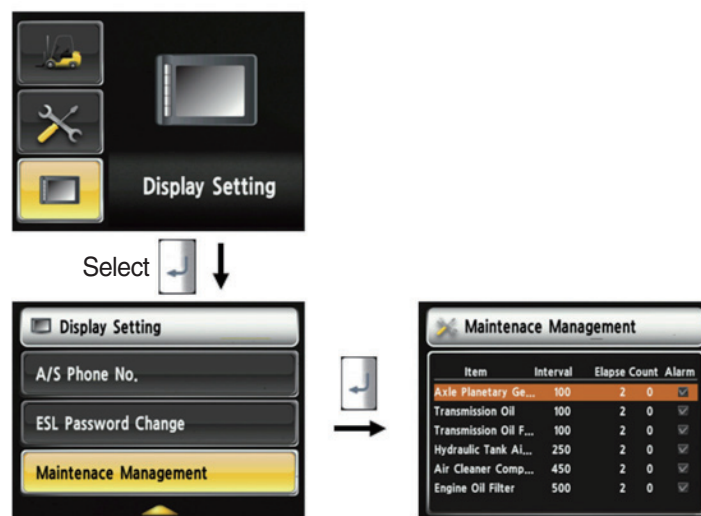 Display Setting
Select
Display Setting
A/S Phone No.
ESL Password Change
Maintenace Management
Maintenace Management
Item Interval Elapse Count Alarm
Axle Planetary Ge... 100 2 0
Transmission Oil 100 2 0
Transmission Oil F... 100 2 0
Hydraulic Tank Ai... 250 2 0
Air Cleaner Comp... 450 2 0
Engine Oil Filter 500 2 0